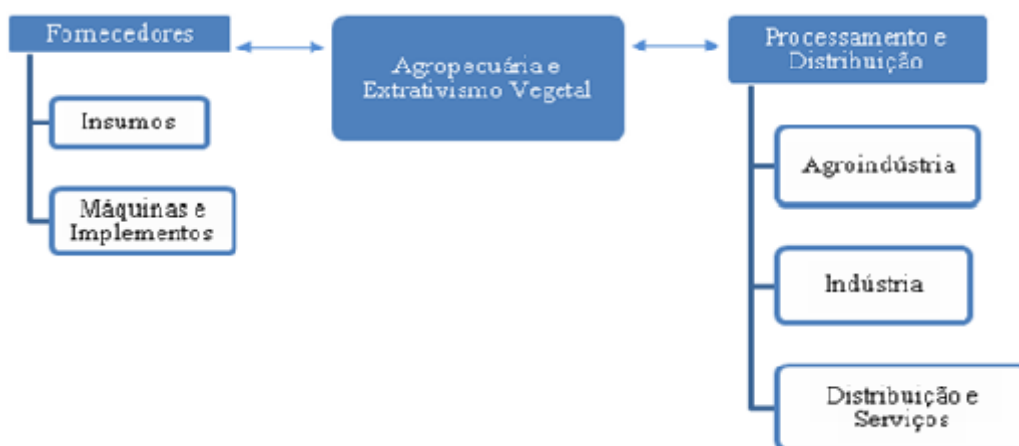 Fornecedores
Insumos
Máquinas e
Implementos
Agropecuária e
Extrativismo Vegetal
Processamento e
Distribuição
Agroindústria
Indústria
Distribuição e
Serviços